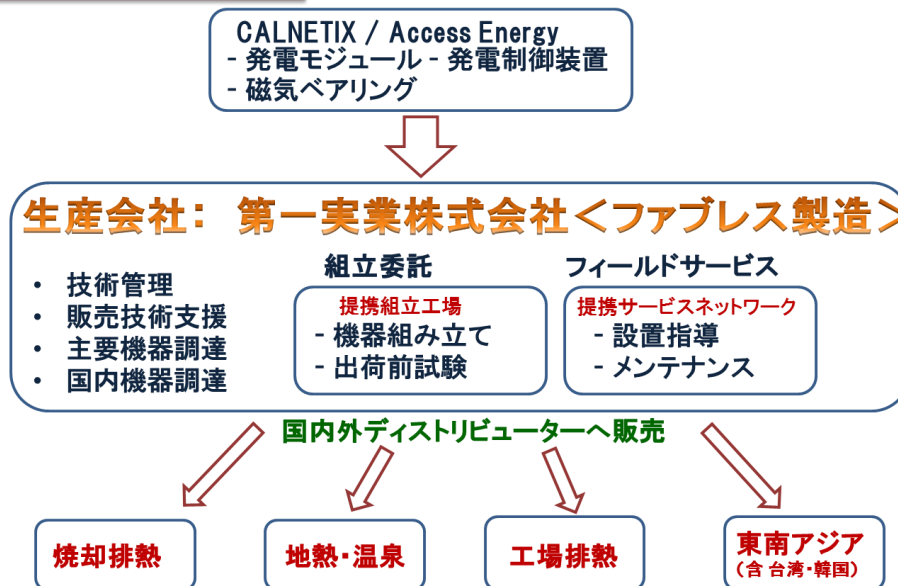 CALNETIX / Access Energy
- 発電モジュール - 発電制御装置
- 磁気ベアリング
生産会社： 第一実業株式会社＜ファブレス製造＞
• 技術管理
• 販売技術支援
• 主要機器調達
• 国内機器調達
組立委託
提携組立工場
- 機器組み立て
- 出荷前試験
フィールドサービス
提携サービスネットワーク
- 設置指導
- メンテナンス
国内外ディストリビューターへ販売
焼却排熱
地熱・温泉
工場排熱
東南アジア
（含 台湾・韓国）